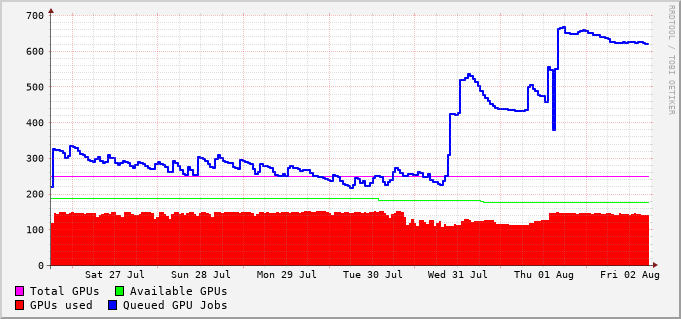 700
600
500
400
300
200
100
0
Sat 27 Jul Sun 28 Jul Mon 29 Jul Tue 30 Jul Wed 31 Jul Thu 01 Aug Fri 02 Aug
Total GPUs Available GPUs
GPUs used Queued GPU Jobs
RRDTOOL / TOBI OETIKER